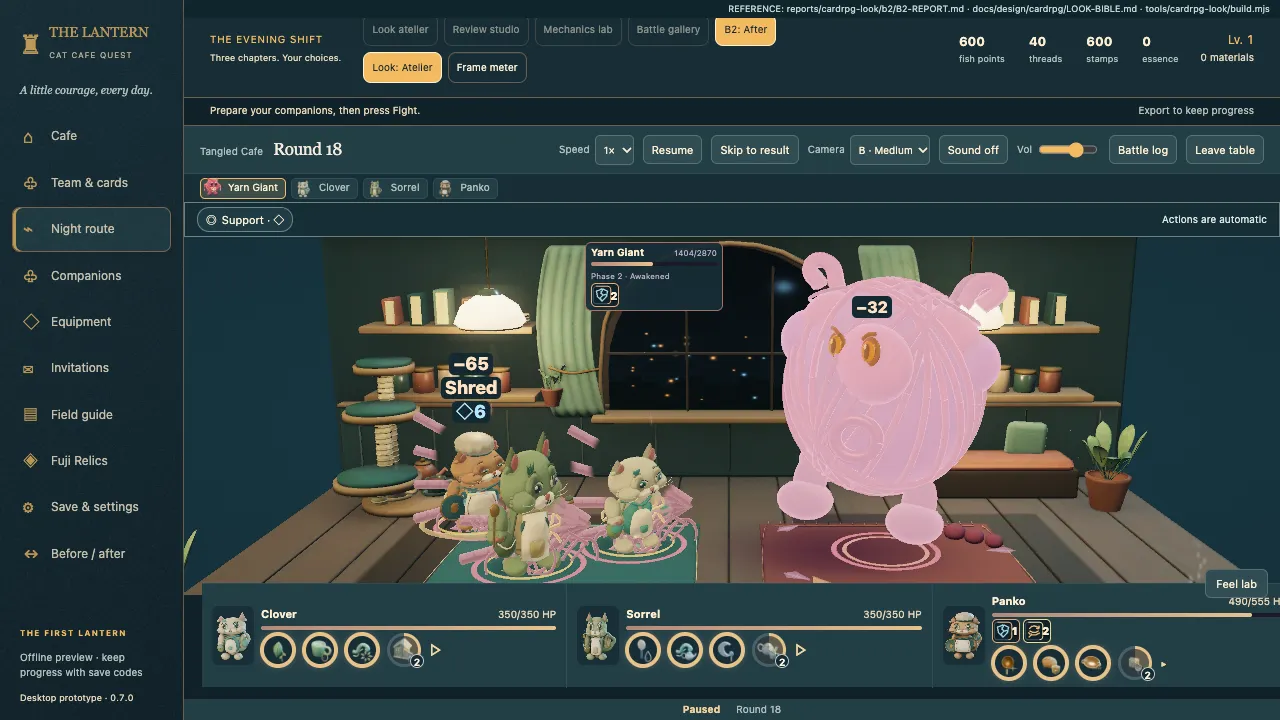 REFERENCE: reports/cardrpg-look/b2/B2-REPORT.md · docs/design/cardrpg/LOOK-BIBLE.md · tools/cardrpg-look/build.mjs
THE LANTERN
CAT CAFE QUEST
A little courage, every day.
Cafe
Team & cards
Night route
Companions
Equipment
Invitations
Field guide
Fuji Relics
Save & settings
Before / after
THE FIRST LANTERN
Offline preview · keep
progress with save codes
Desktop prototype · 0.7.0
THE EVENING SHIFT
Three chapters. Your choices.
Look atelier
Review studio
Mechanics lab
Battle gallery
B2: After
Look: Atelier
Frame meter
600
fish points
40
threads
600
stamps
0
essence
Lv. 1
0 materials
Prepare your companions, then press Fight.
Export to keep progress
Tangled Cafe
Round 18
Speed
1x
Resume
Skip to result
Camera
B · Medium
Sound off
Vol
Battle log
Leave table
Yarn Giant
Clover
Sorrel
Panko
Support ·
Actions are automatic
Yarn Giant
1404/2870
Phase 2 · Awakened
2
−32
−65
Shred
6
Feel lab
Clover
350/350 HP
2
Sorrel
350/350 HP
2
Panko
490/555 H
1
2
2
Paused
Round 18